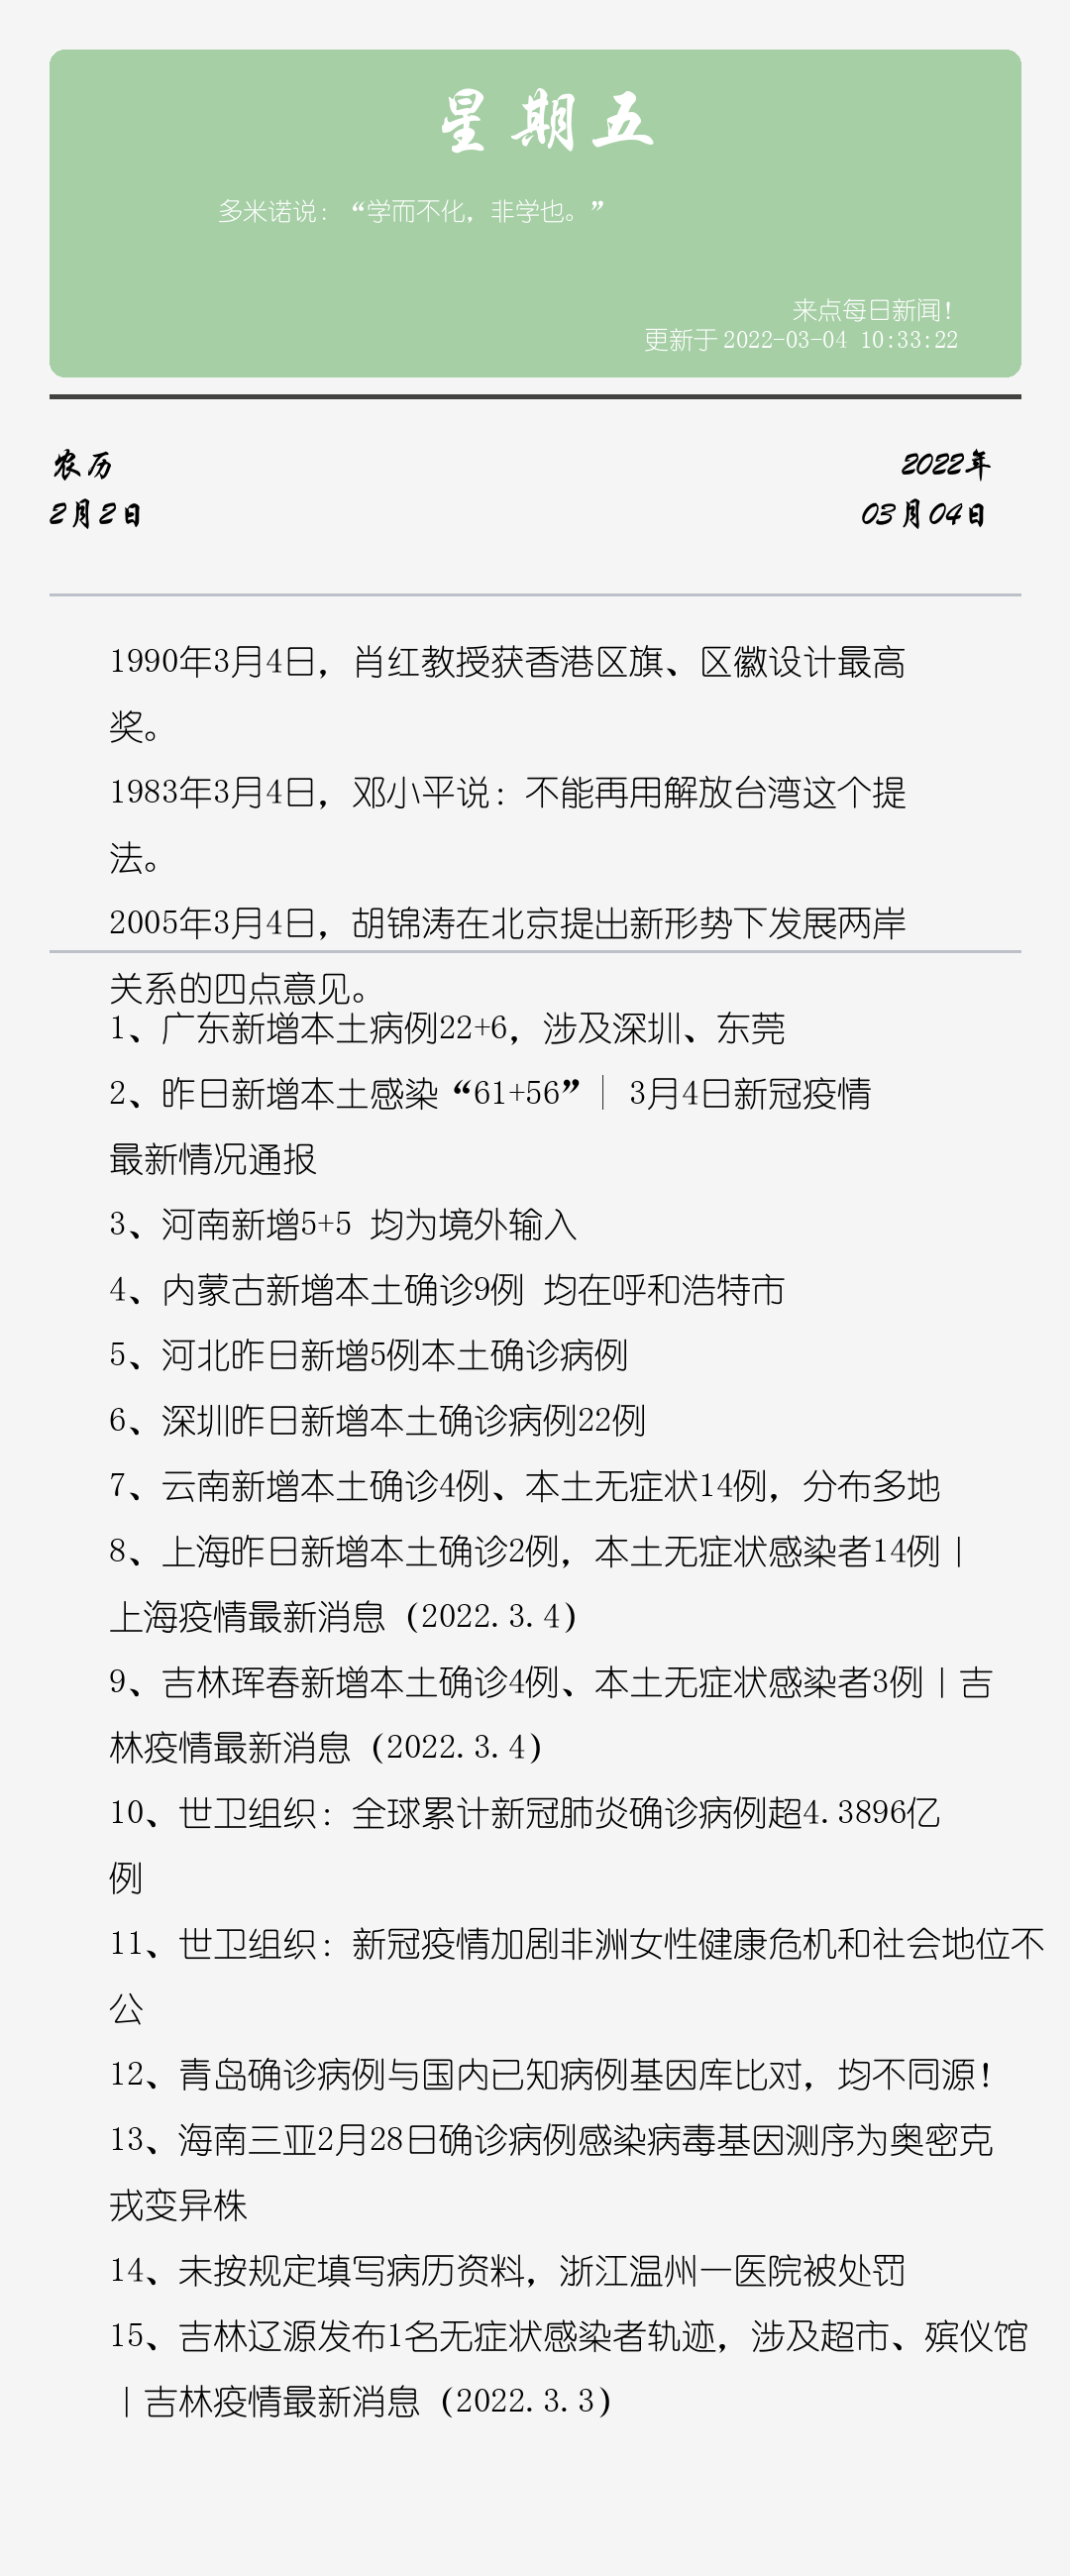 星期五
多米诺说：“学而不化，非学也。”
来点每日新闻！
更新于 2022-03-04 10:33:22
农历
2022年
2月2日
03月04日
1990年3月4日，肖红教授获香港区旗、区徽设计最高
奖。
1983年3月4日，邓小平说：不能再用解放台湾这个提
法。
2005年3月4日，胡锦涛在北京提出新形势下发展两岸
关系的四点意见。
1、广东新增本土病例22+6，涉及深圳、东莞
2、昨日新增本土感染“61+56”│ 3月4日新冠疫情
最新情况通报
3、河南新增5+5 均为境外输入
4、内蒙古新增本土确诊9例 均在呼和浩特市
5、河北昨日新增5例本土确诊病例
6、深圳昨日新增本土确诊病例22例
7、云南新增本土确诊4例、本土无症状14例，分布多地
8、上海昨日新增本土确诊2例，本土无症状感染者14例｜
上海疫情最新消息（2022.3.4）
9、吉林珲春新增本土确诊4例、本土无症状感染者3例｜吉
林疫情最新消息（2022.3.4）
10、世卫组织：全球累计新冠肺炎确诊病例超4.3896亿
例
11、世卫组织：新冠疫情加剧非洲女性健康危机和社会地位不
公
12、青岛确诊病例与国内已知病例基因库比对，均不同源！
13、海南三亚2月28日确诊病例感染病毒基因测序为奥密克
戎变异株
14、未按规定填写病历资料，浙江温州一医院被处罚
15、吉林辽源发布1名无症状感染者轨迹，涉及超市、殡仪馆
｜吉林疫情最新消息（2022.3.3）